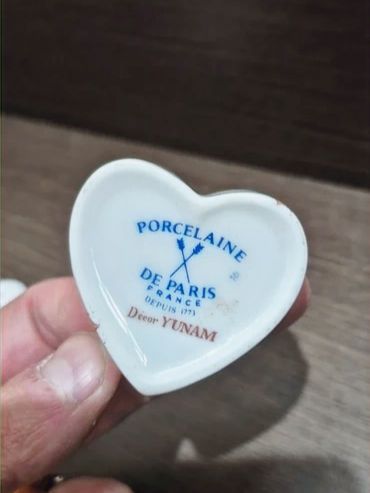 PORCELAINE
DE PARIS
FRANCE
DEPUIS 1773
Decor YUNAM